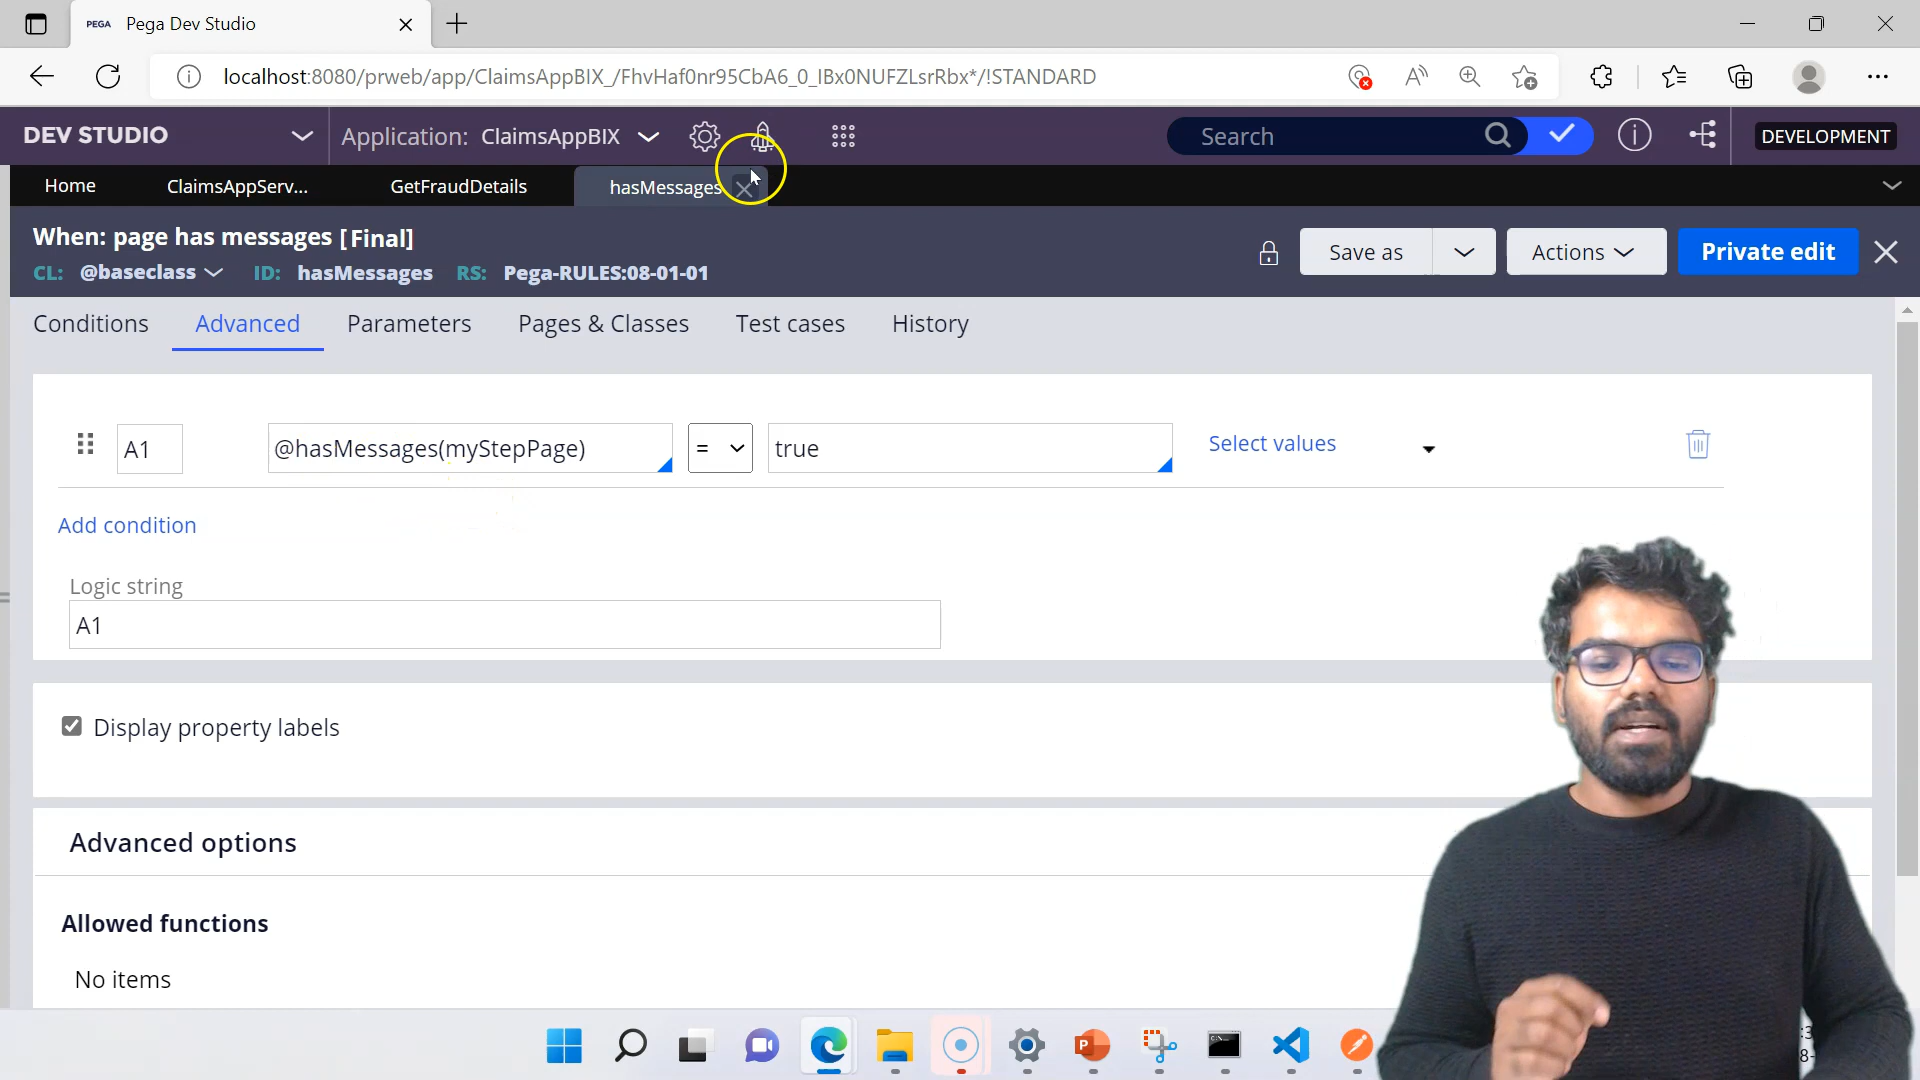 PEGA Pega Dev Studio
localhost:8080/prweb/app/ClaimsAppBIX_/FhvHaf0nr95CbA6_0_IBx0NUFZLsrRbx*/!STANDARD
DEV STUDIO
Application: ClaimsAppBIX
Search
DEVELOPMENT
Home
ClaimsAppServ...
GetFraudDetails
hasMessages
When: page has messages [Final]
CL: @baseclass ID: hasMessages RS: Pega-RULES:08-01-01
Save as
Actions
Private edit
Conditions
Advanced
Parameters
Pages & Classes
Test cases
History
A1
@hasMessages(myStepPage)
=
true
Select values
Add condition
Logic string
A1
Display property labels
Advanced options
Allowed functions
No items